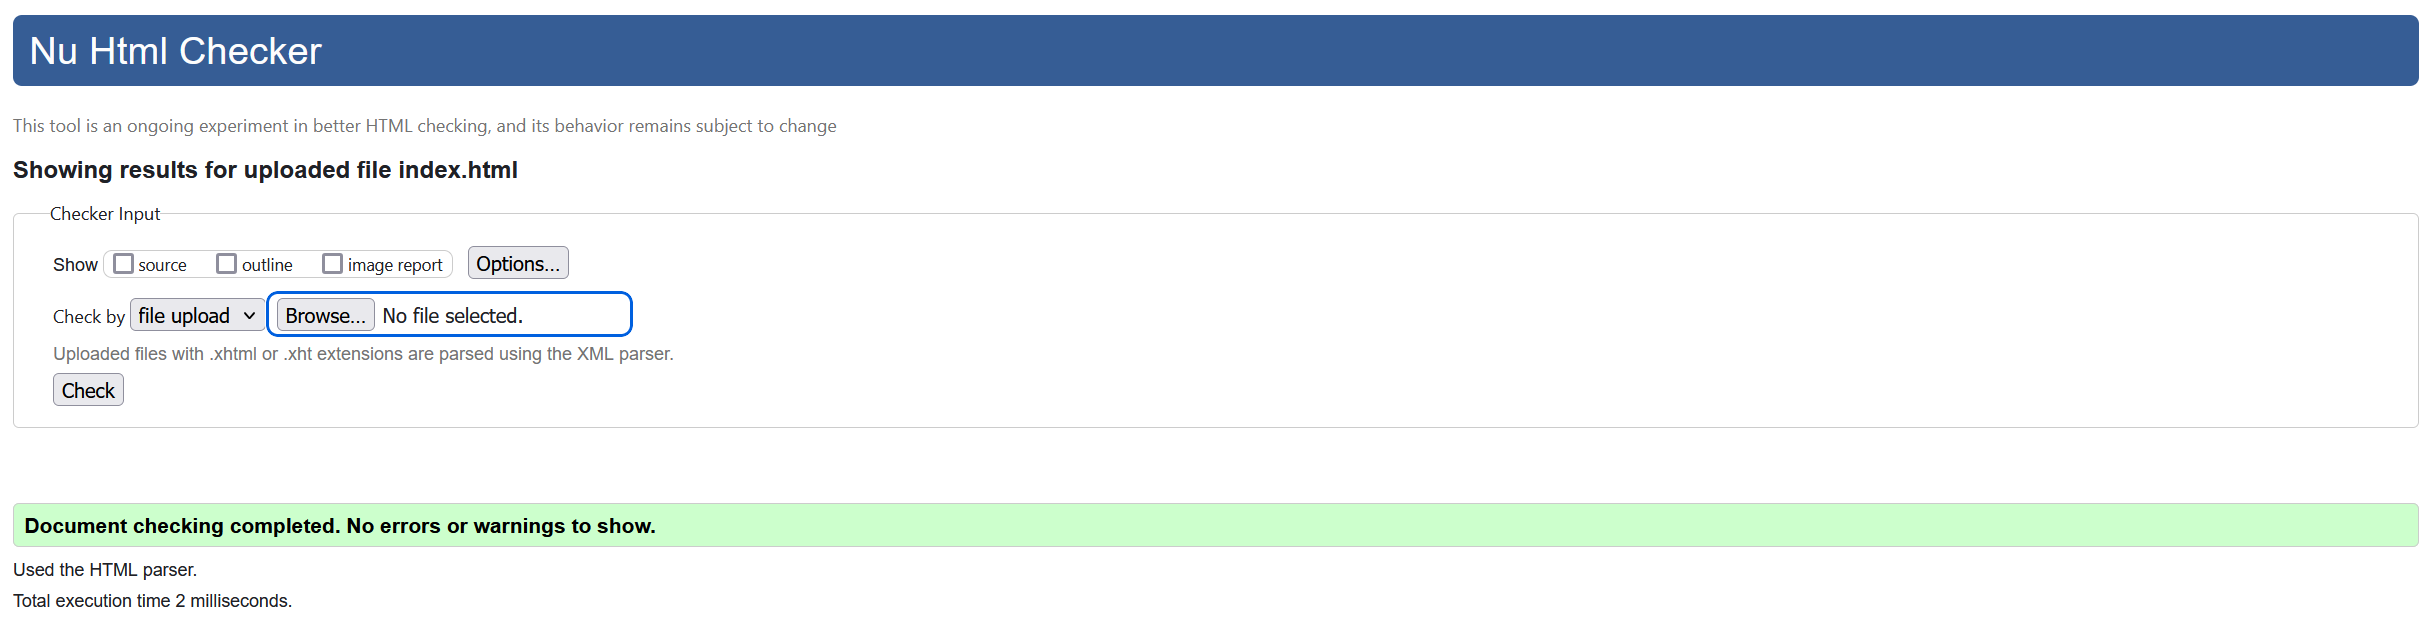 Nu Html Checker
This tool is an ongoing experiment in better HTML checking, and its behavior remains subject to change
Showing results for uploaded file index.html
Checker Input
Show source outline image report Options...
Check by file upload Browse... No file selected.
Uploaded files with .xhtml or .xht extensions are parsed using the XML parser.
Check
Document checking completed. No errors or warnings to show.
Used the HTML parser.
Total execution time 2 milliseconds.